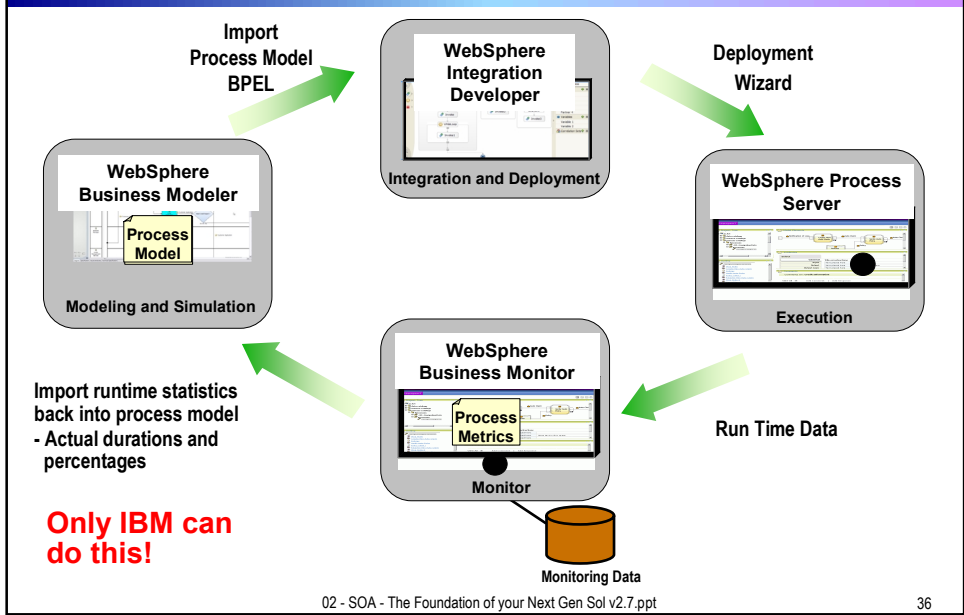 Import
Process Model
BPEL
WebSphere
Integration
Developer
Integration and Deployment
Deployment
Wizard
WebSphere
Business Modeler
Process
Model
Modeling and Simulation
WebSphere Process
Server
Execution
WebSphere
Business Monitor
Process
Metrics
Monitor
Import runtime statistics
back into process model
- Actual durations and
percentages
Run Time Data
Only IBM can
do this!
Monitoring Data
02 - SOA - The Foundation of your Next Gen Sol v2.7.ppt
36